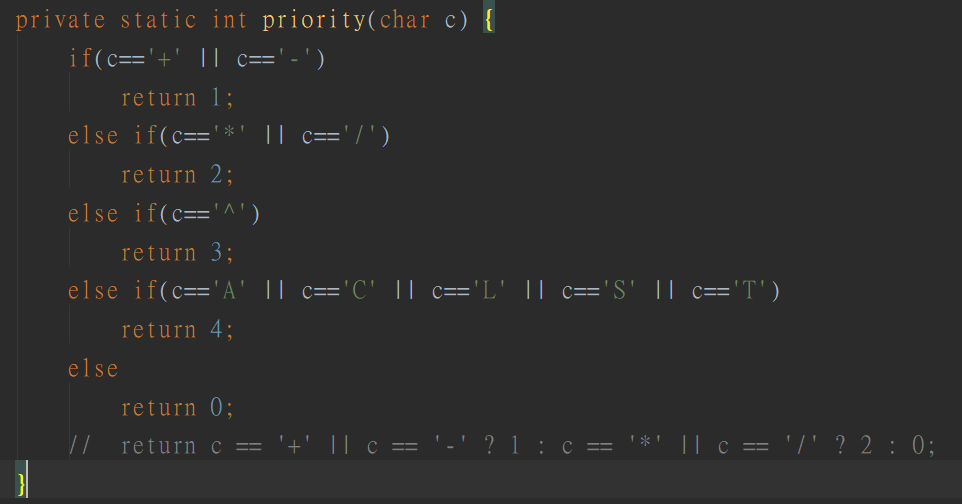 private static int priority(char c) {
    if(c=='+' || c=='-')
        return 1;
    else if(c=='*' || c=='/')
        return 2;
    else if(c=='^')
        return 3;
    else if(c=='A' || c=='C' || c=='L' || c=='S' || c=='T')
        return 4;
    else
        return 0;
    //  return c == '+' || c == '-' ? 1 : c == '*' || c == '/' ? 2 : 0;
}